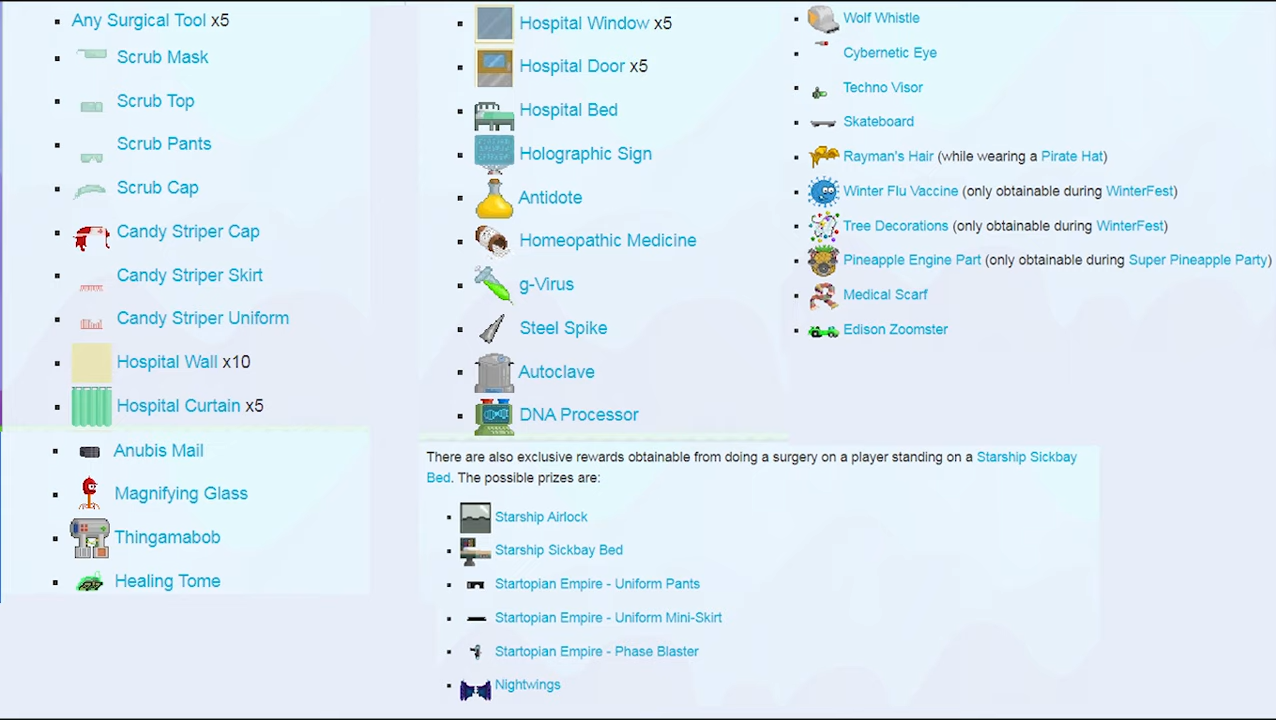 Any Surgical Tool x5
Scrub Mask
Scrub Top
Scrub Pants
Scrub Cap
Candy Striper Cap
Candy Striper Skirt
Candy Striper Uniform
Hospital Wall x10
Hospital Curtain x5
Anubis Mail
Magnifying Glass
Thingamabob
Healing Tome
Hospital Window x5
Hospital Door x5
Hospital Bed
Holographic Sign
Antidote
Homeopathic Medicine
g-Virus
Steel Spike
Autoclave
DNA Processor
There are also exclusive rewards obtainable from doing a surgery on a player standing on a Starship Sickbay
Bed. The possible prizes are:
Starship Airlock
Starship Sickbay Bed
Startopian Empire - Uniform Pants
Startopian Empire - Uniform Mini-Skirt
Startopian Empire - Phase Blaster
Nightwings
Wolf Whistle
Cybernetic Eye
Techno Visor
Skateboard
Rayman's Hair (while wearing a Pirate Hat)
Winter Flu Vaccine (only obtainable during WinterFest)
Tree Decorations (only obtainable during WinterFest)
Pineapple Engine Part (only obtainable during Super Pineapple Party)
Medical Scarf
Edison Zoomster